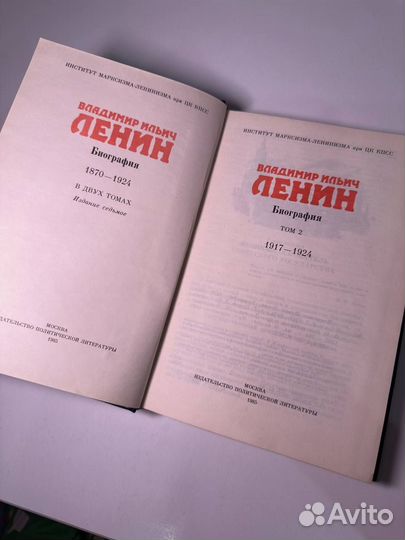 ИНСТИТУТ МАРКСИЗМА-ЛЕНИНИЗМА при ЦК КПСС
ВЛАДИМИР ИЛЬИЧ
ЛЕНИН
Биография
1870—1924
В ДВУХ ТОМАХ
Издание седьмое
МОСКВА
ИЗДАТЕЛЬСТВО ПОЛИТИЧЕСКОЙ ЛИТЕРАТУРЫ
1985
ИНСТИТУТ МАРКСИЗМА-ЛЕНИНИЗМА при ЦК КПСС
ВЛАДИМИР ИЛЬИЧ
ЛЕНИН
Биография
ТОМ 2
1917—1924
МОСКВА
ИЗДАТЕЛЬСТВО ПОЛИТИЧЕСКОЙ ЛИТЕРАТУРЫ
1985
Avito